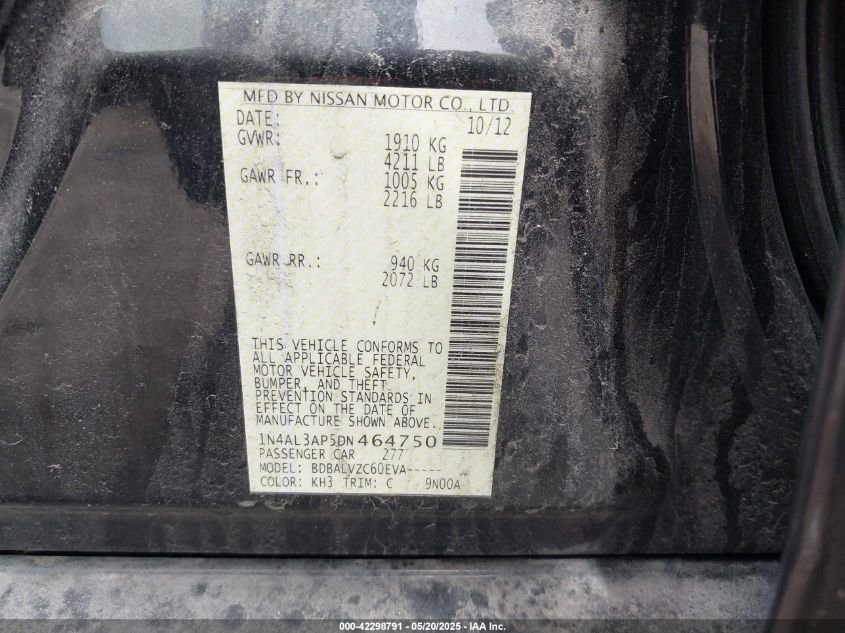 MFD BY NISSAN MOTOR CO., LTD.
DATE: 10/12
GVWR: 1910 KG
4211 LB
GAWR FR.: 1005 KG
2216 LB
GAWR RR.: 940 KG
2072 LB
THIS VEHICLE CONFORMS TO
ALL APPLICABLE FEDERAL
MOTOR VEHICLE SAFETY,
BUMPER, AND THEFT
PREVENTION STANDARDS IN
EFFECT ON THE DATE OF
MANUFACTURE SHOWN ABOVE.
1N4AL3AP5DN464750
PASSENGER CAR 277
MODEL: BDBALVZC60EVA-----
COLOR: KH3 TRIM: C 9N00A
000-42298791 — 05/20/2025 — IAA Inc.